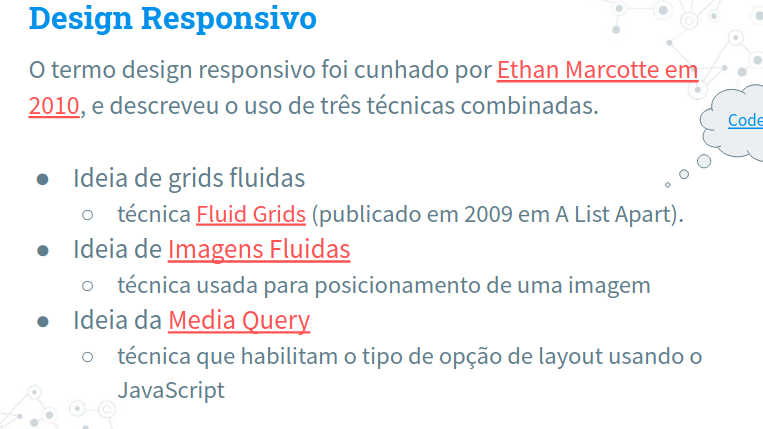 Design Responsivo
O termo design responsivo foi cunhado por Ethan Marcotte em
2010, e descreveu o uso de três técnicas combinadas.
Code
● Ideia de grids fluidas
○ técnica Fluid Grids (publicado em 2009 em A List Apart).
● Ideia de Imagens Fluidas
○ técnica usada para posicionamento de uma imagem
● Ideia da Media Query
○ técnica que habilitam o tipo de opção de layout usando o
JavaScript